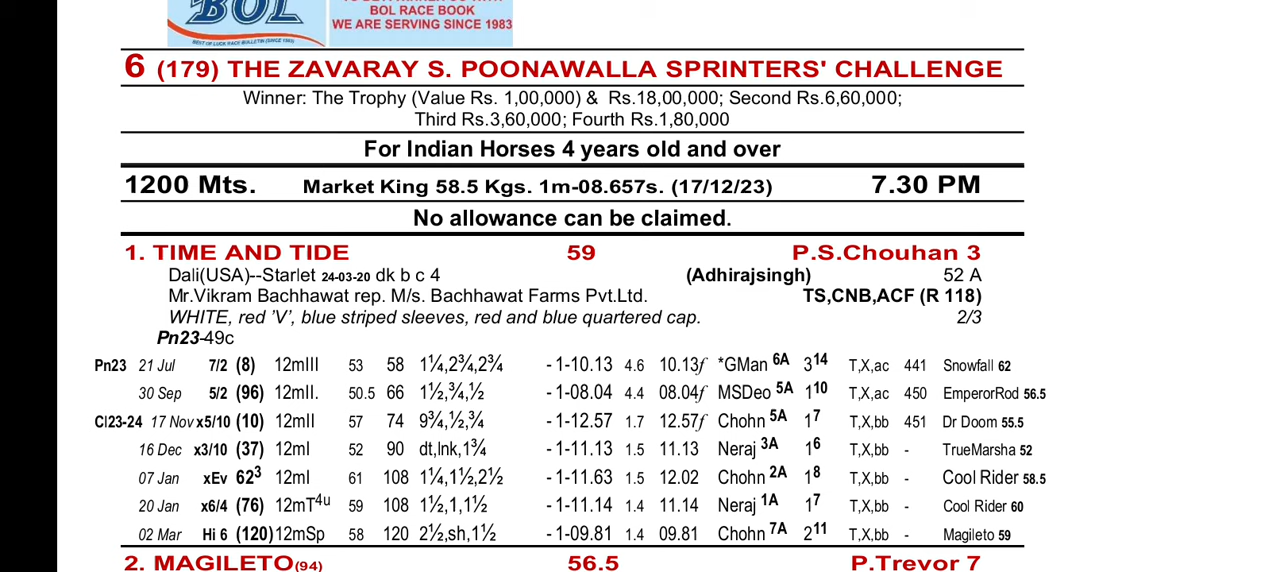 BOL
BEST OF LUCK RACE BULLETIN (SINCE 1983)
BOL RACE BOOK
WE ARE SERVING SINCE 1983
6 (179) THE ZAVARAY S. POONAWALLA SPRINTERS' CHALLENGE
Winner: The Trophy (Value Rs. 1,00,000) & Rs.18,00,000; Second Rs.6,60,000;
Third Rs.3,60,000; Fourth Rs.1,80,000
For Indian Horses 4 years old and over
1200 Mts. Market King 58.5 Kgs. 1m-08.657s. (17/12/23) 7.30 PM
No allowance can be claimed.
1. TIME AND TIDE 59 P.S.Chouhan 3
Dali(USA)--Starlet 24-03-20 dk b c 4 (Adhirajsingh) 52 A
Mr.Vikram Bachhawat rep. M/s. Bachhawat Farms Pvt.Ltd. TS,CNB,ACF (R 118)
WHITE, red 'V', blue striped sleeves, red and blue quartered cap. 2/3
Pn23-49c
Pn23 21 Jul 7/2 (8) 12mIII 53 58 1¼,2¾,2¾ - 1-10.13 4.6 10.13f *GMan 6A 3¹⁴ T,X,ac 441 Snowfall 62
30 Sep 5/2 (96) 12mII. 50.5 66 1½,¾,½ - 1-08.04 4.4 08.04f MSDeo 5A 1¹⁰ T,X,ac 450 EmperorRod 56.5
Cl23-24 17 Nov x5/10 (10) 12mII 57 74 9¾,½,¾ - 1-12.57 1.7 12.57f Chohn 5A 1⁷ T,X,bb 451 Dr Doom 55.5
16 Dec x3/10 (37) 12mI 52 90 dt,lnk,1¾ - 1-11.13 1.5 11.13 Neraj 3A 1⁶ T,X,bb - TrueMarsha 52
07 Jan xEv 62³ 12mI 61 108 1¼,1½,2½ - 1-11.63 1.5 12.02 Chohn 2A 1⁸ T,X,bb - Cool Rider 58.5
20 Jan x6/4 (76) 12mT⁴ᵘ 59 108 1½,1,1½ - 1-11.14 1.4 11.14 Neraj 1A 1⁷ T,X,bb - Cool Rider 60
02 Mar Hi 6 (120) 12mSp 58 120 2½,sh,1½ - 1-09.81 1.4 09.81 Chohn 7A 2¹¹ T,X,bb - Magileto 59
2. MAGILETO(94) 56.5 P.Trevor 7